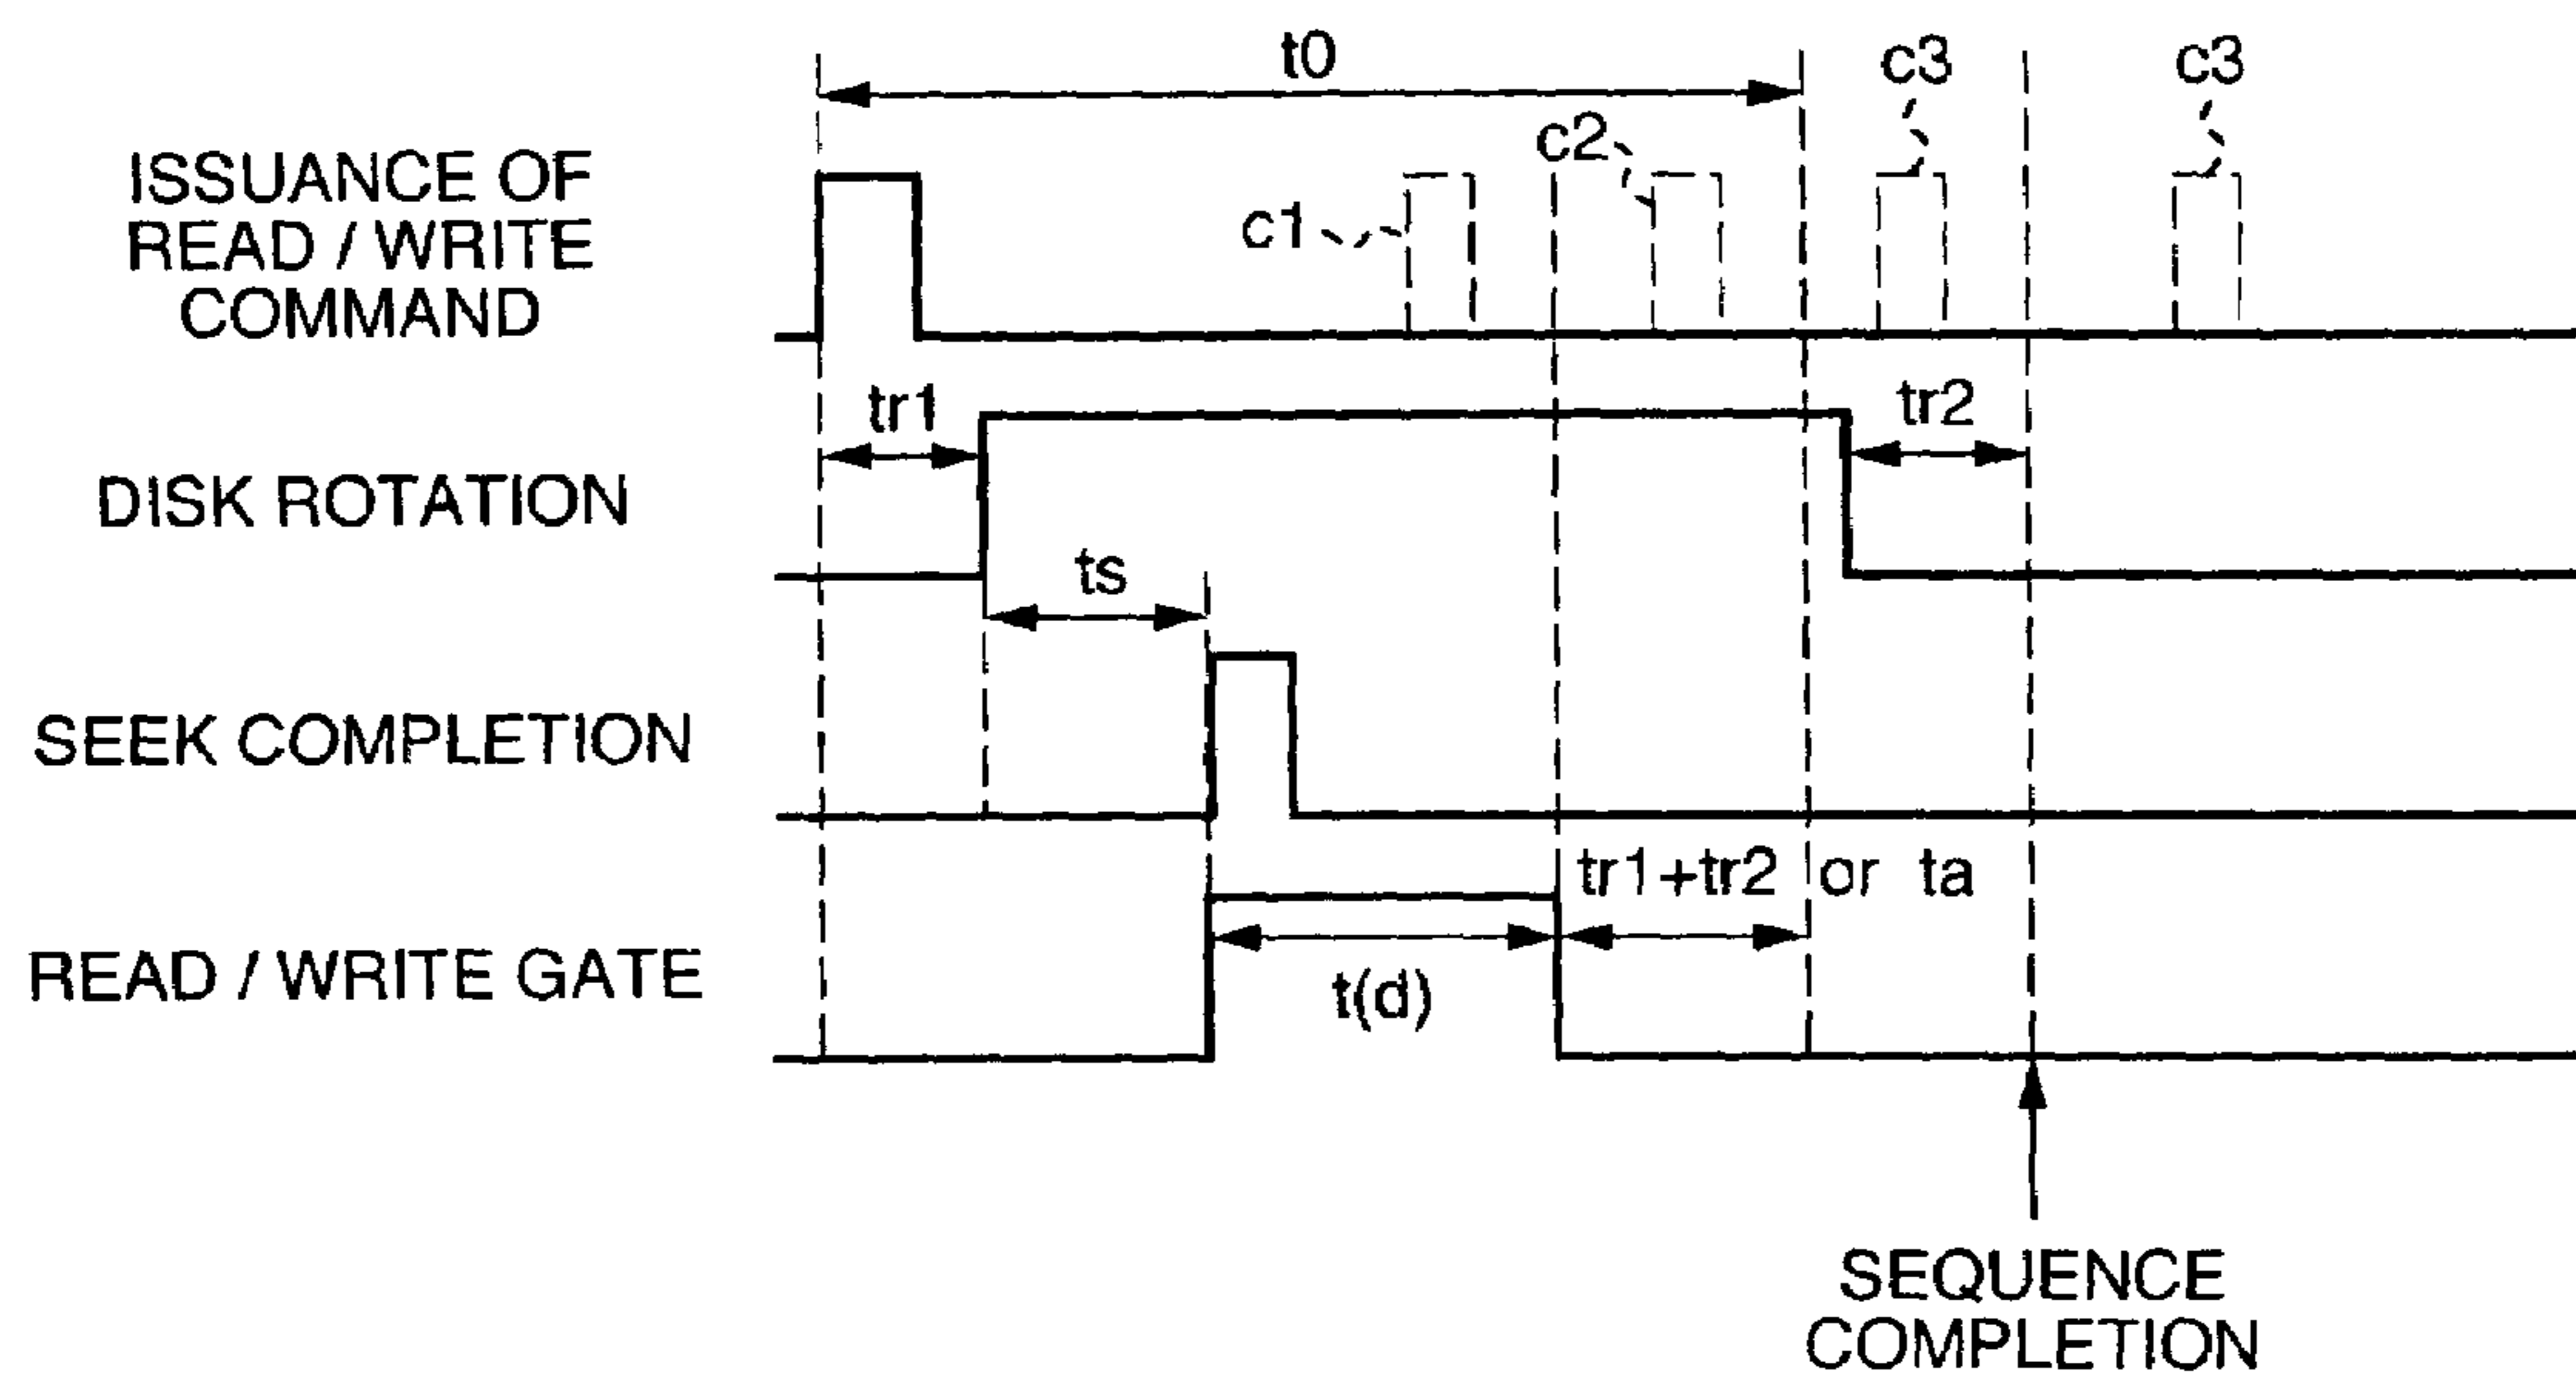 t0
c3
c3
c2
c1
ISSUANCE OF
READ / WRITE
COMMAND
tr1
tr2
DISK ROTATION
ts
SEEK COMPLETION
tr1+tr2 or ta
READ / WRITE GATE
t(d)
SEQUENCE
COMPLETION